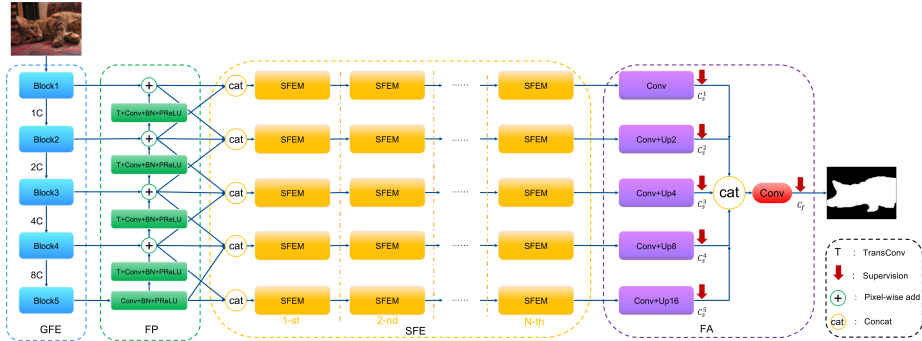 Block1
1C
Block2
2C
Block3
4C
Block4
8C
Block5
GFE
+
T+Conv+BN+PReLU
+
T+Conv+BN+PReLU
+
T+Conv+BN+PReLU
+
T+Conv+BN+PReLU
Conv+BN+PReLU
FP
cat SFEM SFEM ...... SFEM
cat SFEM SFEM ...... SFEM
cat SFEM SFEM ...... SFEM
cat SFEM SFEM ...... SFEM
cat SFEM SFEM ...... SFEM
1-st 2-nd N-th
SFE
Conv
C_s^1
Conv+Up2
C_s^2
Conv+Up4
C_s^3
Conv+Up8
C_s^4
Conv+Up16
C_s^5
cat
Conv
C_f
FA
T : TransConv
: Supervision
+ : Pixel-wise add
cat : Concat